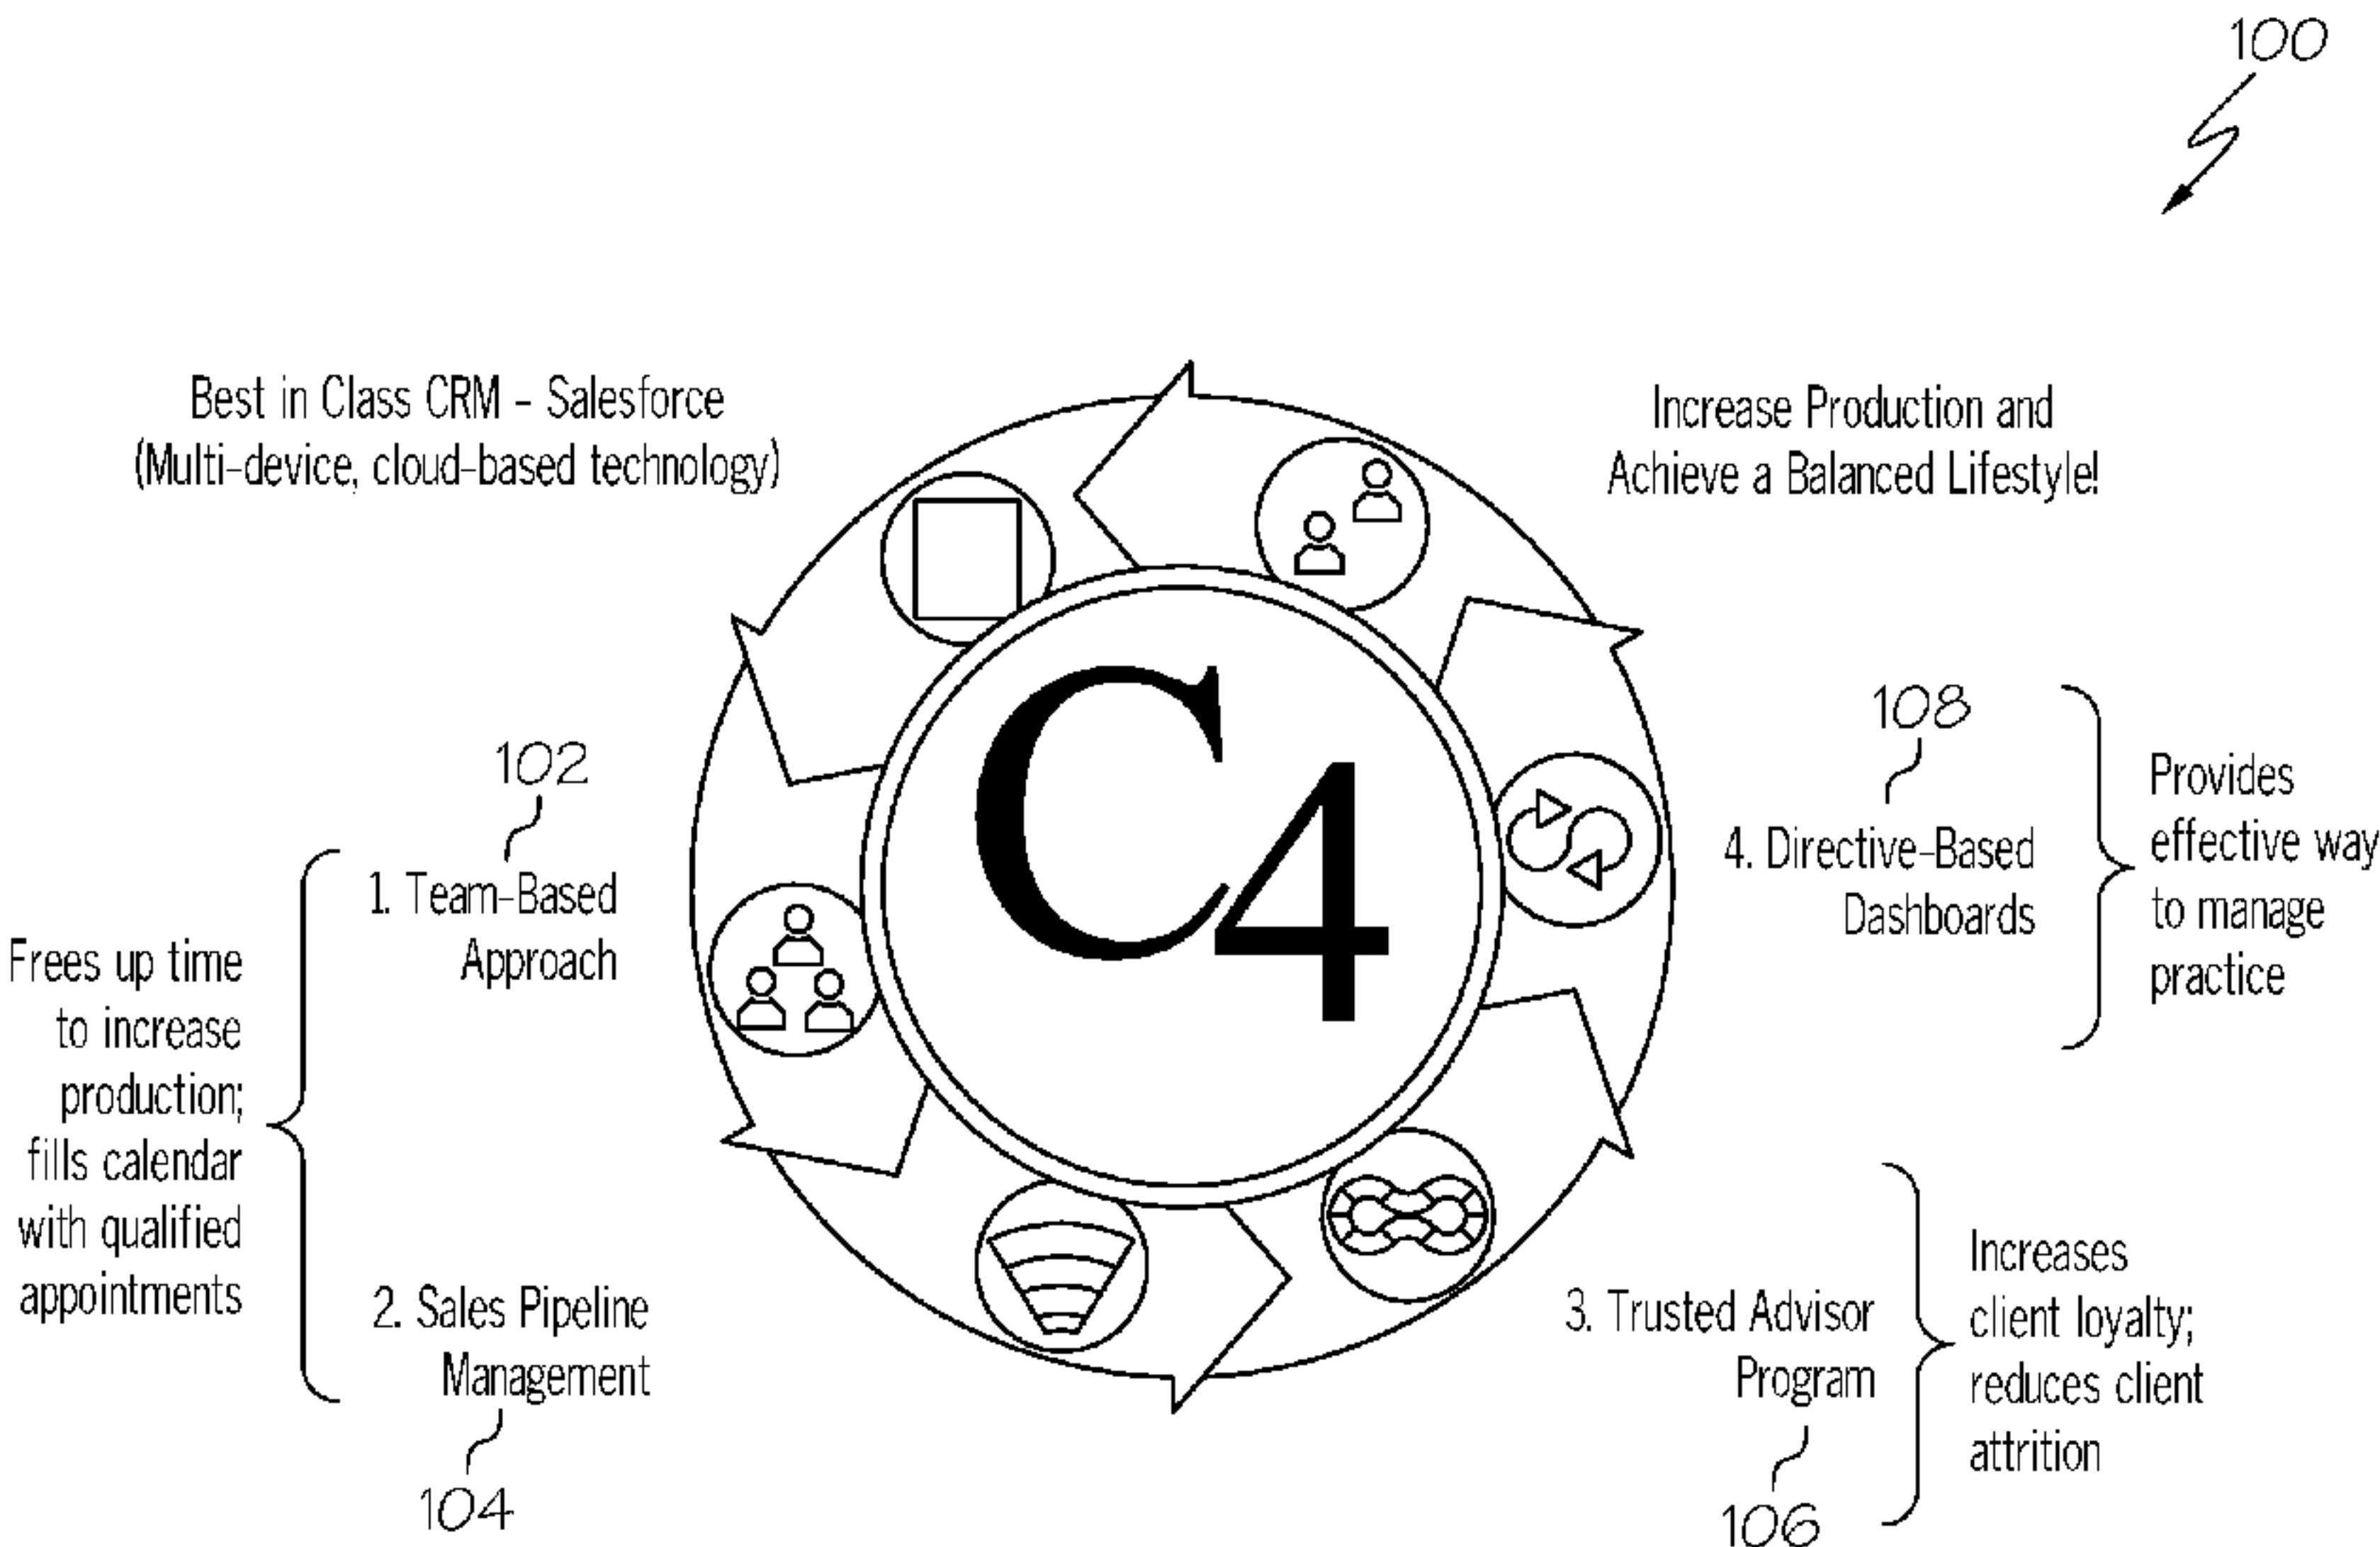 100
Best in Class CRM - Salesforce
(Multi-device, cloud-based technology)
Increase Production and
Achieve a Balanced Lifestyle!
C4
102
1. Team-Based
Approach
Frees up time
to increase
production;
fills calendar
with qualified
appointments
2. Sales Pipeline
Management
104
108
4. Directive-Based
Dashboards
Provides
effective way
to manage
practice
3. Trusted Advisor
Program
106
Increases
client loyalty;
reduces client
attrition